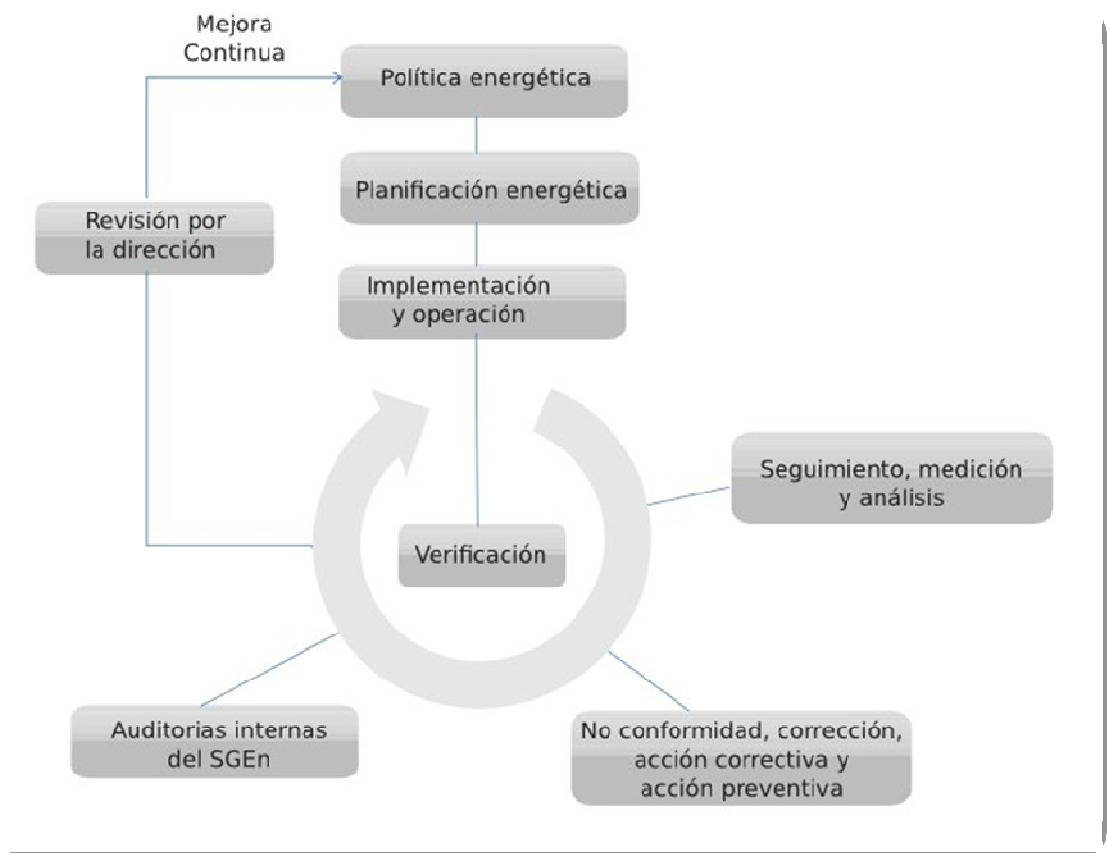 Mejora
Continua
Política energética
Planificación energética
Revisión por
la dirección
Implementación
y operación
Seguimiento, medición
y análisis
Verificación
Auditorias internas
del SGEn
No conformidad, corrección,
acción correctiva y
acción preventiva